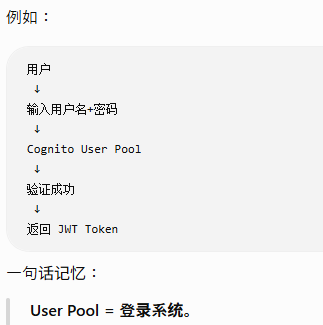 例如：
用户
↓
输入用户名+密码
↓
Cognito User Pool
↓
验证成功
↓
返回 JWT Token
一句话记忆：
User Pool = 登录系统。